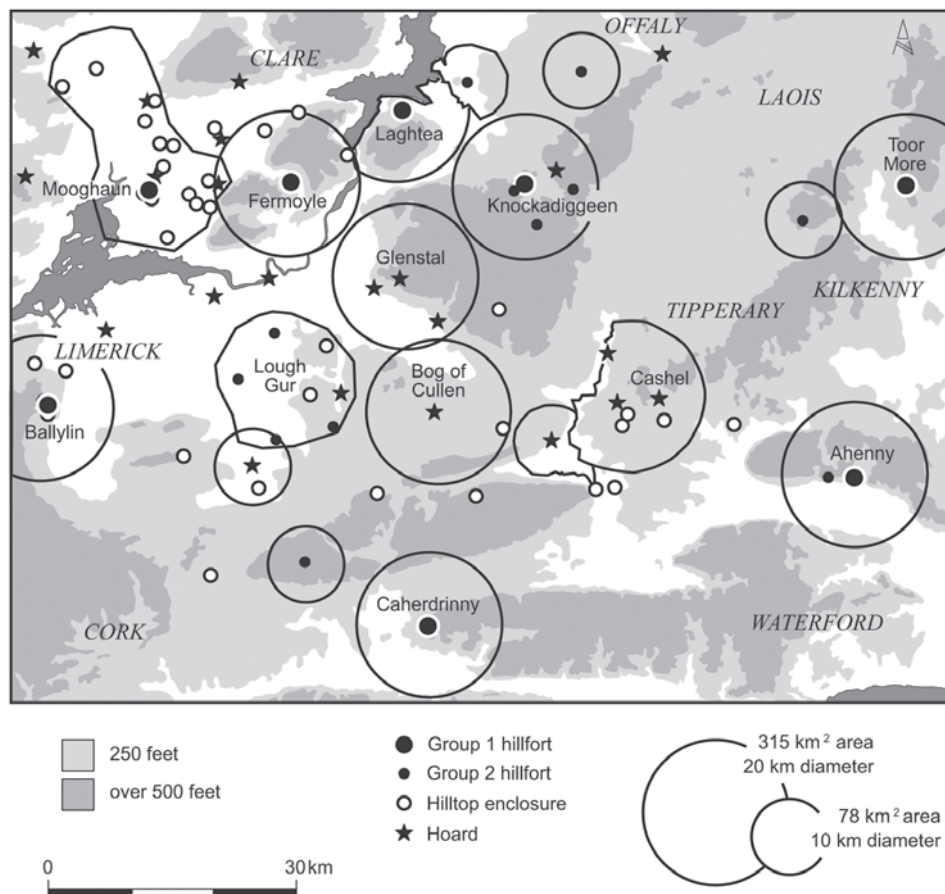 OFFALY
CLARE
N
LAOIS
Laghtea
Toor
More
Mooghaun
Fermoyle
Knockadiggeen
Glenstal
KILKENNY
TIPPERARY
LIMERICK
Lough
Gur
Bog of
Cullen
Cashel
Ballylin
Ahenny
Caherdrinny
CORK
WATERFORD
250 feet
over 500 feet
Group 1 hillfort
Group 2 hillfort
Hilltop enclosure
Hoard
315 km² area
20 km diameter
78 km² area
10 km diameter
0 30 km